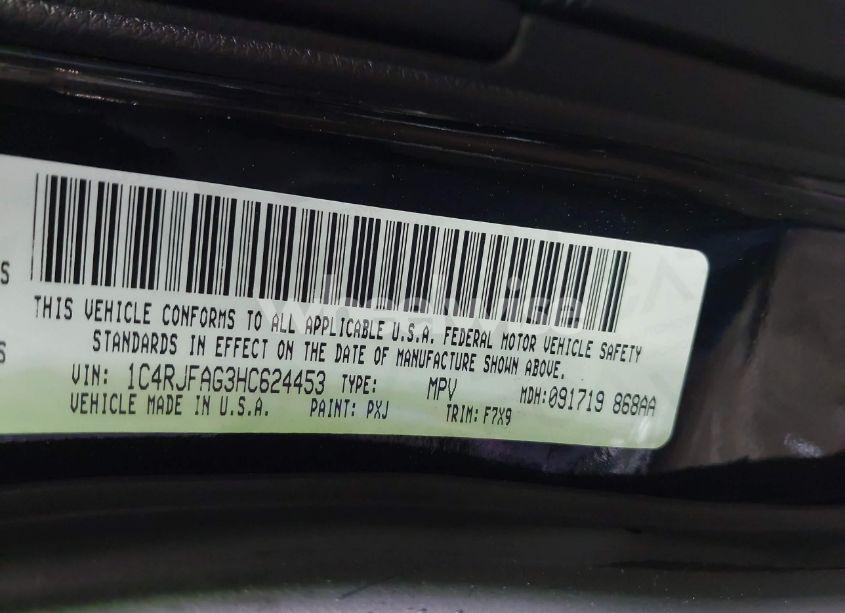 S
THIS VEHICLE CONFORMS TO ALL APPLICABLE U.S.A. FEDERAL MOTOR VEHICLE SAFETY
STANDARDS IN EFFECT ON THE DATE OF MANUFACTURE SHOWN ABOVE.
S
VIN: 1C4RJFAG3HC624453 TYPE: MPV MDH:091719 868AA
VEHICLE MADE IN U.S.A. PAINT: PXJ TRIM: F7X9
wheelwise